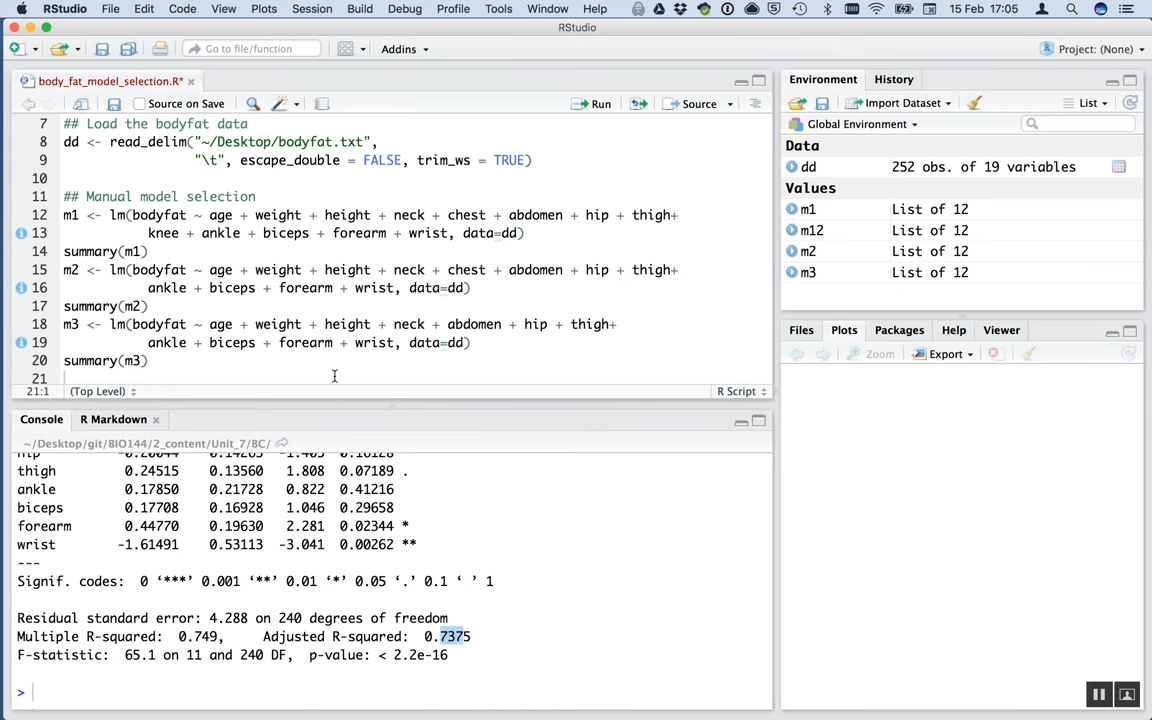 RStudio File Edit Code View Plots Session Build Debug Profile Tools Window Help 15 Feb 17:05
RStudio
Go to file/function Addins Project: (None)
body_fat_model_selection.R*
Source on Save Run Source
7 ## Load the bodyfat data
8 dd <- read_delim("~/Desktop/bodyfat.txt",
9 "\t", escape_double = FALSE, trim_ws = TRUE)
10
11 ## Manual model selection
12 m1 <- lm(bodyfat ~ age + weight + height + neck + chest + abdomen + hip + thigh+
13 knee + ankle + biceps + forearm + wrist, data=dd)
14 summary(m1)
15 m2 <- lm(bodyfat ~ age + weight + height + neck + chest + abdomen + hip + thigh+
16 ankle + biceps + forearm + wrist, data=dd)
17 summary(m2)
18 m3 <- lm(bodyfat ~ age + weight + height + neck + abdomen + hip + thigh+
19 ankle + biceps + forearm + wrist, data=dd)
20 summary(m3)
21
21:1 (Top Level) R Script
Console R Markdown
~/Desktop/git/BIO144/2_content/Unit_7/BC/
thigh 0.24515 0.13560 1.808 0.07189 .
ankle 0.17850 0.21728 0.822 0.41216
biceps 0.17708 0.16928 1.046 0.29658
forearm 0.44770 0.19630 2.281 0.02344 *
wrist -1.61491 0.53113 -3.041 0.00262 **
---
Signif. codes: 0 ‘***’ 0.001 ‘**’ 0.01 ‘*’ 0.05 ‘.’ 0.1 ‘ ’ 1
Residual standard error: 4.288 on 240 degrees of freedom
Multiple R-squared: 0.749, Adjusted R-squared: 0.7375
F-statistic: 65.1 on 11 and 240 DF, p-value: < 2.2e-16
>
Environment History
Import Dataset List
Global Environment
Data
dd 252 obs. of 19 variables
Values
m1 List of 12
m12 List of 12
m2 List of 12
m3 List of 12
Files Plots Packages Help Viewer
Zoom Export